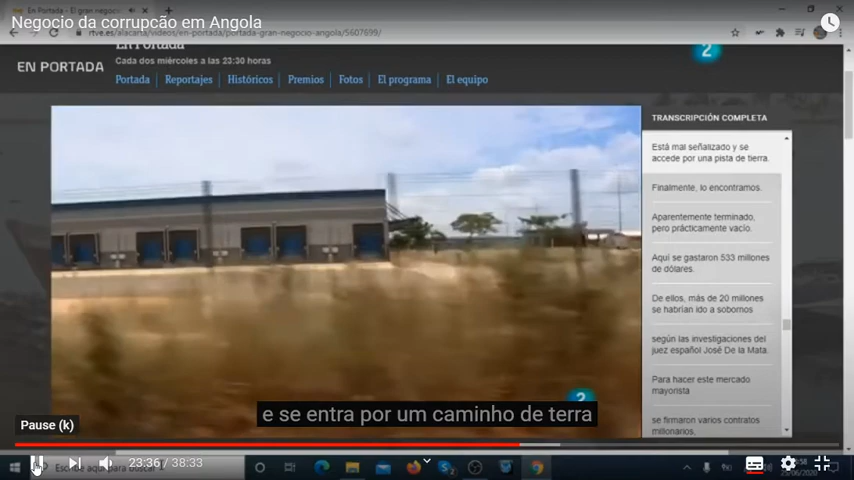 En Portada - El gran negoci
Negocio da corrupcão em Angola
rtve.es/alacarta/videos/en-portada/portada-gran-negocio-angola/5607699/
En Portada
EN PORTADA
Cada dos miércoles a las 23:30 horas
2
Portada
Reportajes
Históricos
Premios
Fotos
El programa
El equipo
TRANSCRIPCIÓN COMPLETA
Está mal señalizado y se
accede por una pista de tierra.
Finalmente, lo encontramos.
Aparentemente terminado,
pero prácticamente vacío.
Aquí se gastaron 533 millones
de dólares.
De ellos, más de 20 millones
se habrían ido a sobornos
según las investigaciones del
juez español José De la Mata.
Para hacer este mercado
mayorista
se firmaron varios contratos
millonarios,
2
e se entra por um caminho de terra
Pause (k)
23:36 / 38:33
Escribe aquí para buscar